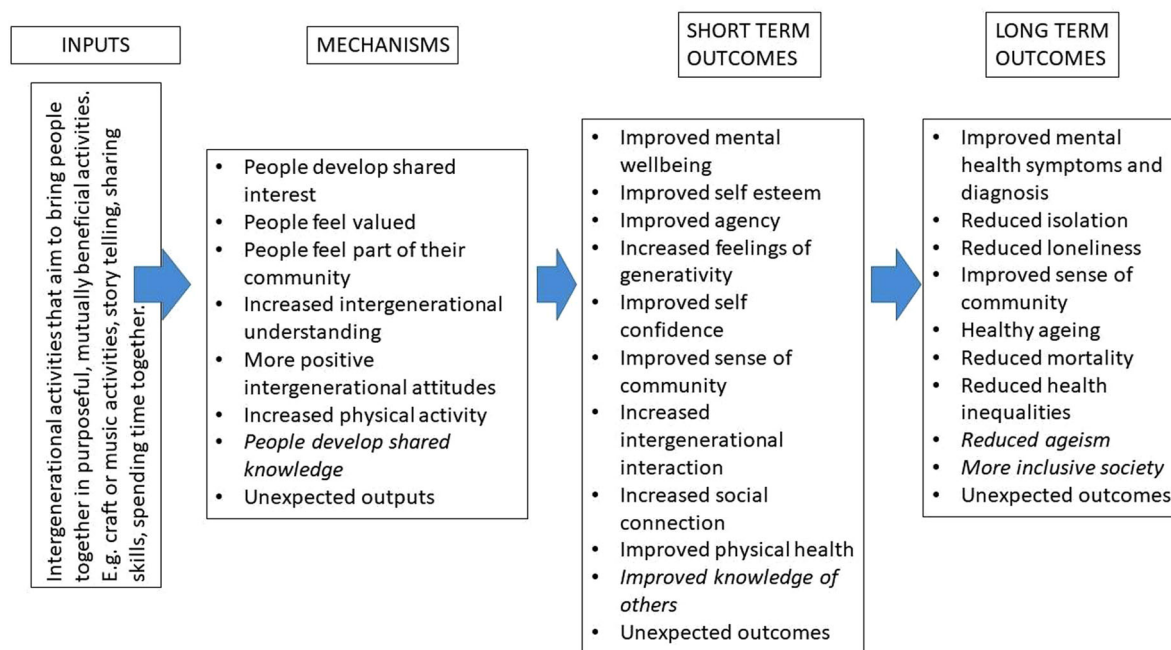 INPUTS
Intergenerational activities that aim to bring people
together in purposeful, mutually beneficial activities.
E.g. craft or music activities, story telling, sharing
skills, spending time together.
MECHANISMS
• People develop shared
interest
• People feel valued
• People feel part of their
community
• Increased intergenerational
understanding
• More positive
intergenerational attitudes
• Increased physical activity
• People develop shared
knowledge
• Unexpected outputs
SHORT TERM
OUTCOMES
• Improved mental
wellbeing
• Improved self esteem
• Improved agency
• Increased feelings of
generativity
• Improved self
confidence
• Improved sense of
community
• Increased
intergenerational
interaction
• Increased social
connection
• Improved physical health
• Improved knowledge of
others
• Unexpected outcomes
LONG TERM
OUTCOMES
• Improved mental
health symptoms and
diagnosis
• Reduced isolation
• Reduced loneliness
• Improved sense of
community
• Healthy ageing
• Reduced mortality
• Reduced health
inequalities
• Reduced ageism
• More inclusive society
• Unexpected outcomes